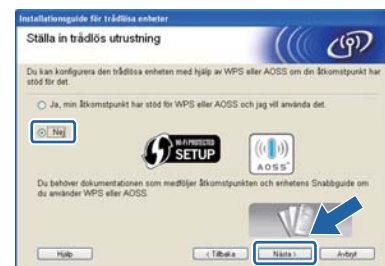 Installationsguide för trådlösa enheter
Ställa in trådlös utrustning
Du kan konfigurera den trådlösa enheten med hjälp av WPS eller AOSS om din åtkomstpunkt har
stöd för det.
Ja, min åtkomstpunkt har stöd för WPS eller AOSS och jag vill använda det.
Nej
WI-FI PROTECTED
SETUP
AOSS
Du behöver dokumentationen som medföljer åtkomstpunkten och enhetens Snabbguide om
du använder WPS eller AOSS.
Hjälp < Tillbaka Nästa > Avbryt